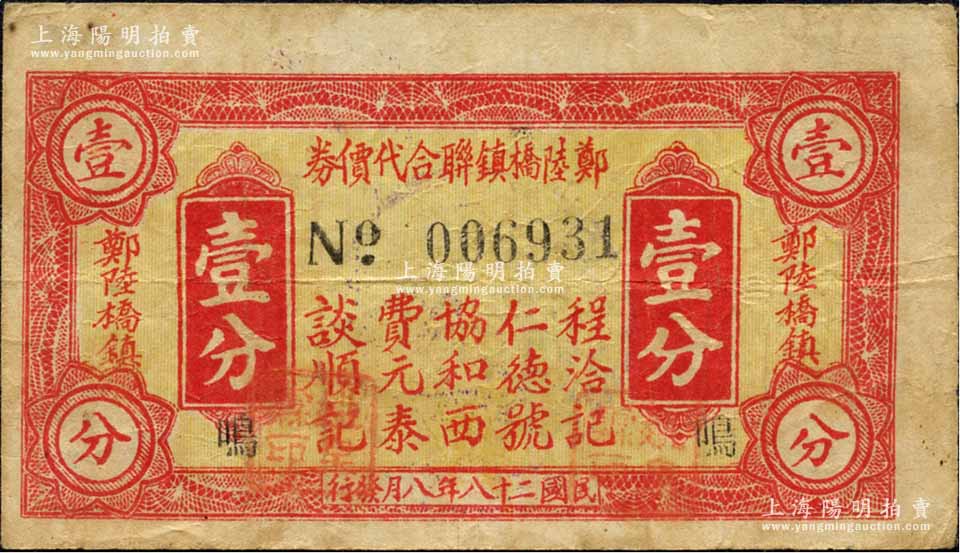 上海陽明拍賣
www.yangmingauction.com
壹
壹
鄭陸橋鎮聯合代價券
No. 006931
壹分
壹分
鄭陸橋鎮
鄭陸橋鎮
程洽記
仁德號
協和西
費元泰
談順記
上海陽明拍賣
www.yangmingauction.com
鳴
鳴
分
分
民國二十八年八月發行
上海陽明拍賣
www.yangmingauction.com